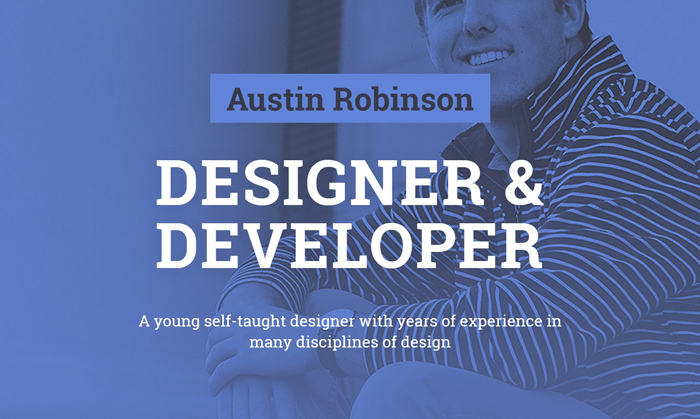 Austin Robinson
DESIGNER &
DEVELOPER
A young self-taught designer with years of experience in
many disciplines of design